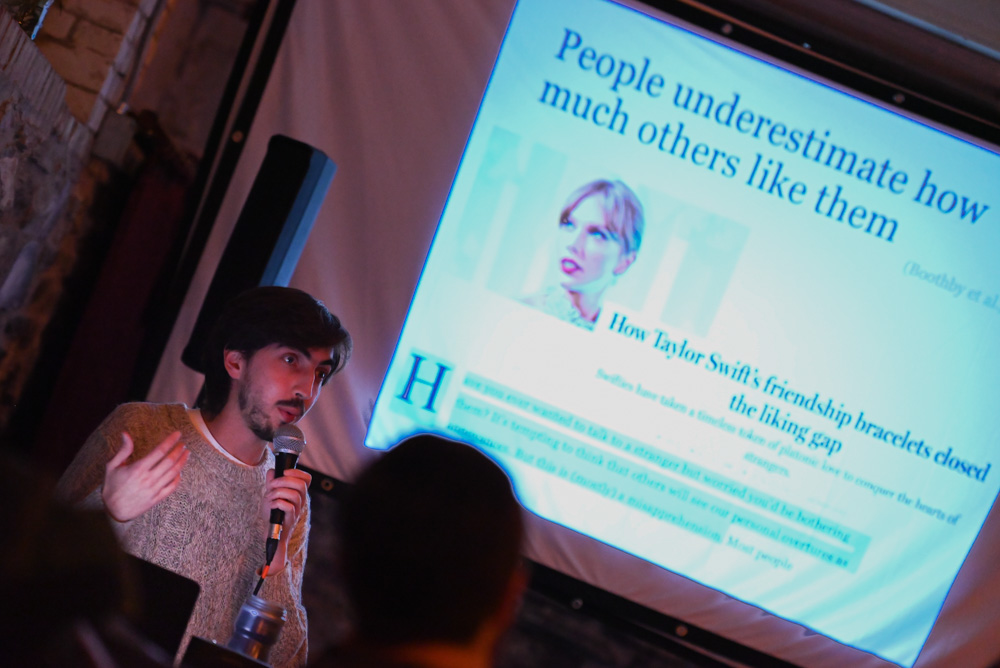 People underestimate how
much others like them
(Boothby et al.
How Taylor Swift's friendship bracelets closed
the liking gap
Swifties have taken a timeless token of platonic love to conquer the hearts of
strangers.
H
ave you ever wanted to talk to a stranger but worried you'd be bothering
them? It's tempting to think that others will see our personal overtures as
But this is (mostly) a misapprehension. Most people